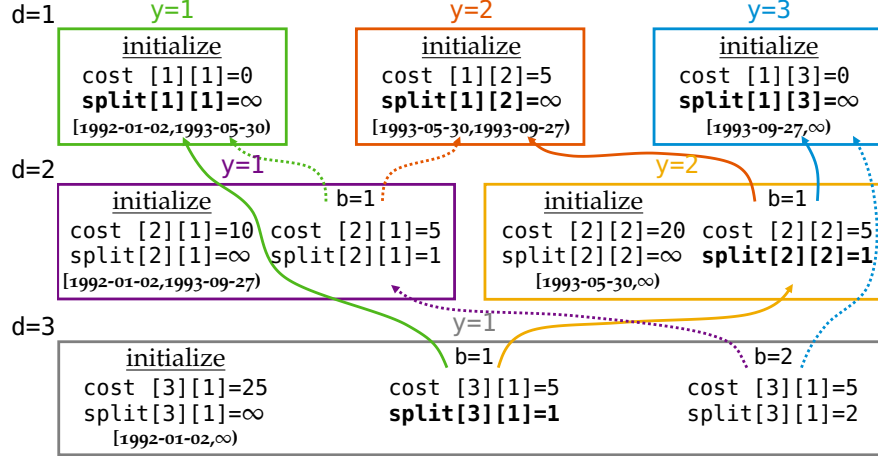 d=1
y=1 y=2 y=3
initialize
cost [1][1]=0
split[1][1]=∞
[1992-01-02,1993-05-30)
initialize
cost [1][2]=5
split[1][2]=∞
[1993-05-30,1993-09-27)
initialize
cost [1][3]=0
split[1][3]=∞
[1993-09-27,∞)
d=2
y=1 y=2
initialize
cost [2][1]=10
split[2][1]=∞
[1992-01-02,1993-09-27)
b=1
cost [2][1]=5
split[2][1]=1
initialize
cost [2][2]=20
split[2][2]=∞
[1993-05-30,∞)
b=1
cost [2][2]=5
split[2][2]=1
d=3
y=1
initialize
cost [3][1]=25
split[3][1]=∞
[1992-01-02,∞)
b=1
cost [3][1]=5
split[3][1]=1
b=2
cost [3][1]=5
split[3][1]=2